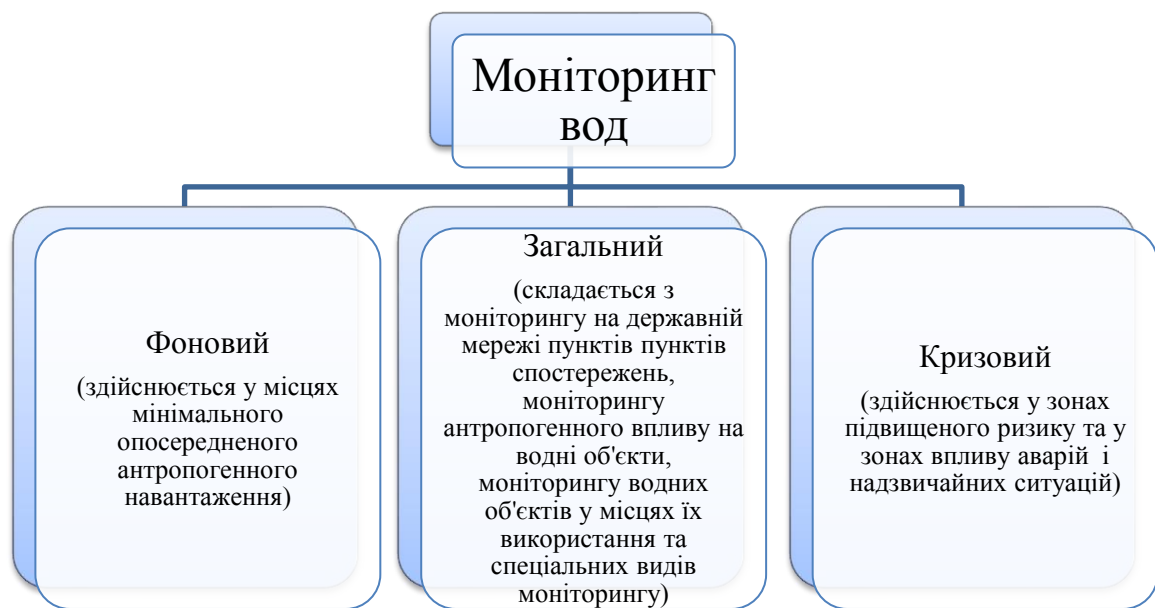 Моніторинг
вод
Фоновий
(здійснюється у місцях
мінімального
опосередненого
антропогенного
навантаження)
Загальний
(складається з
моніторингу на державній
мережі пунктів пунктів
спостережень,
моніторингу
антропогенного впливу на
водні об'єкти,
моніторингу водних
об'єктів у місцях їх
використання та
спеціальних видів
моніторингу)
Кризовий
(здійснюється у зонах
підвищеного ризику та у
зонах впливу аварій і
надзвичайних ситуацій)